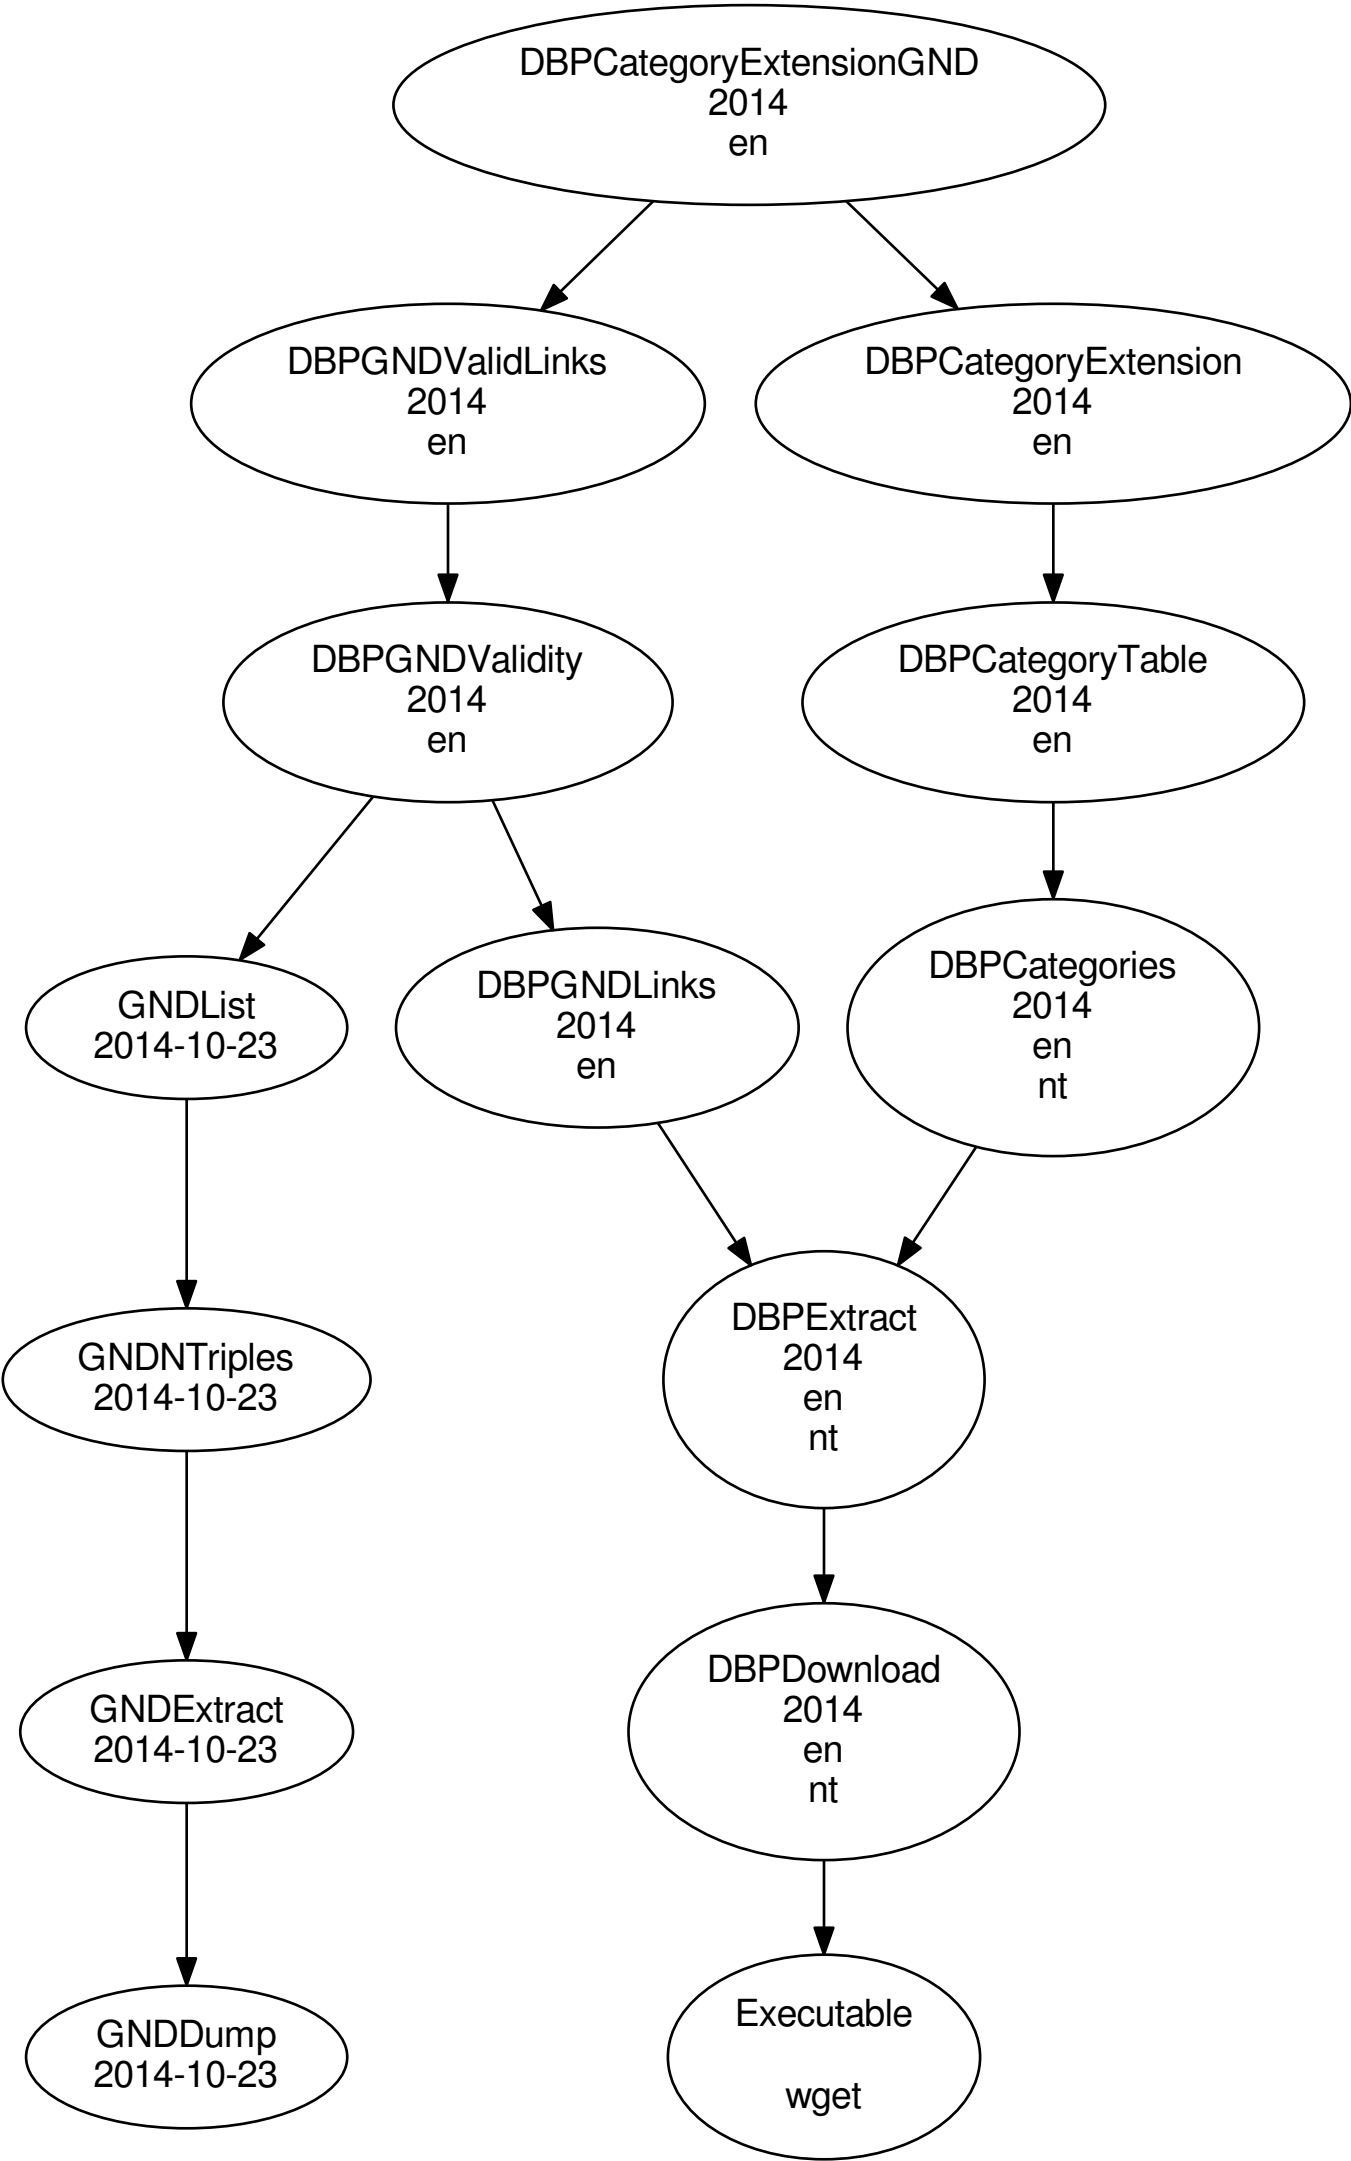 DBPCategoryExtensionGND
2014
en
DBPGNDValidLinks
2014
en
DBPCategoryExtension
2014
en
DBPGNDValidity
2014
en
DBPCategoryTable
2014
en
GNDList
2014-10-23
DBPGNDLinks
2014
en
DBPCategories
2014
en
nt
GNDNTriples
2014-10-23
DBPExtract
2014
en
nt
GNDExtract
2014-10-23
DBPDownload
2014
en
nt
GNDDump
2014-10-23
Executable
wget